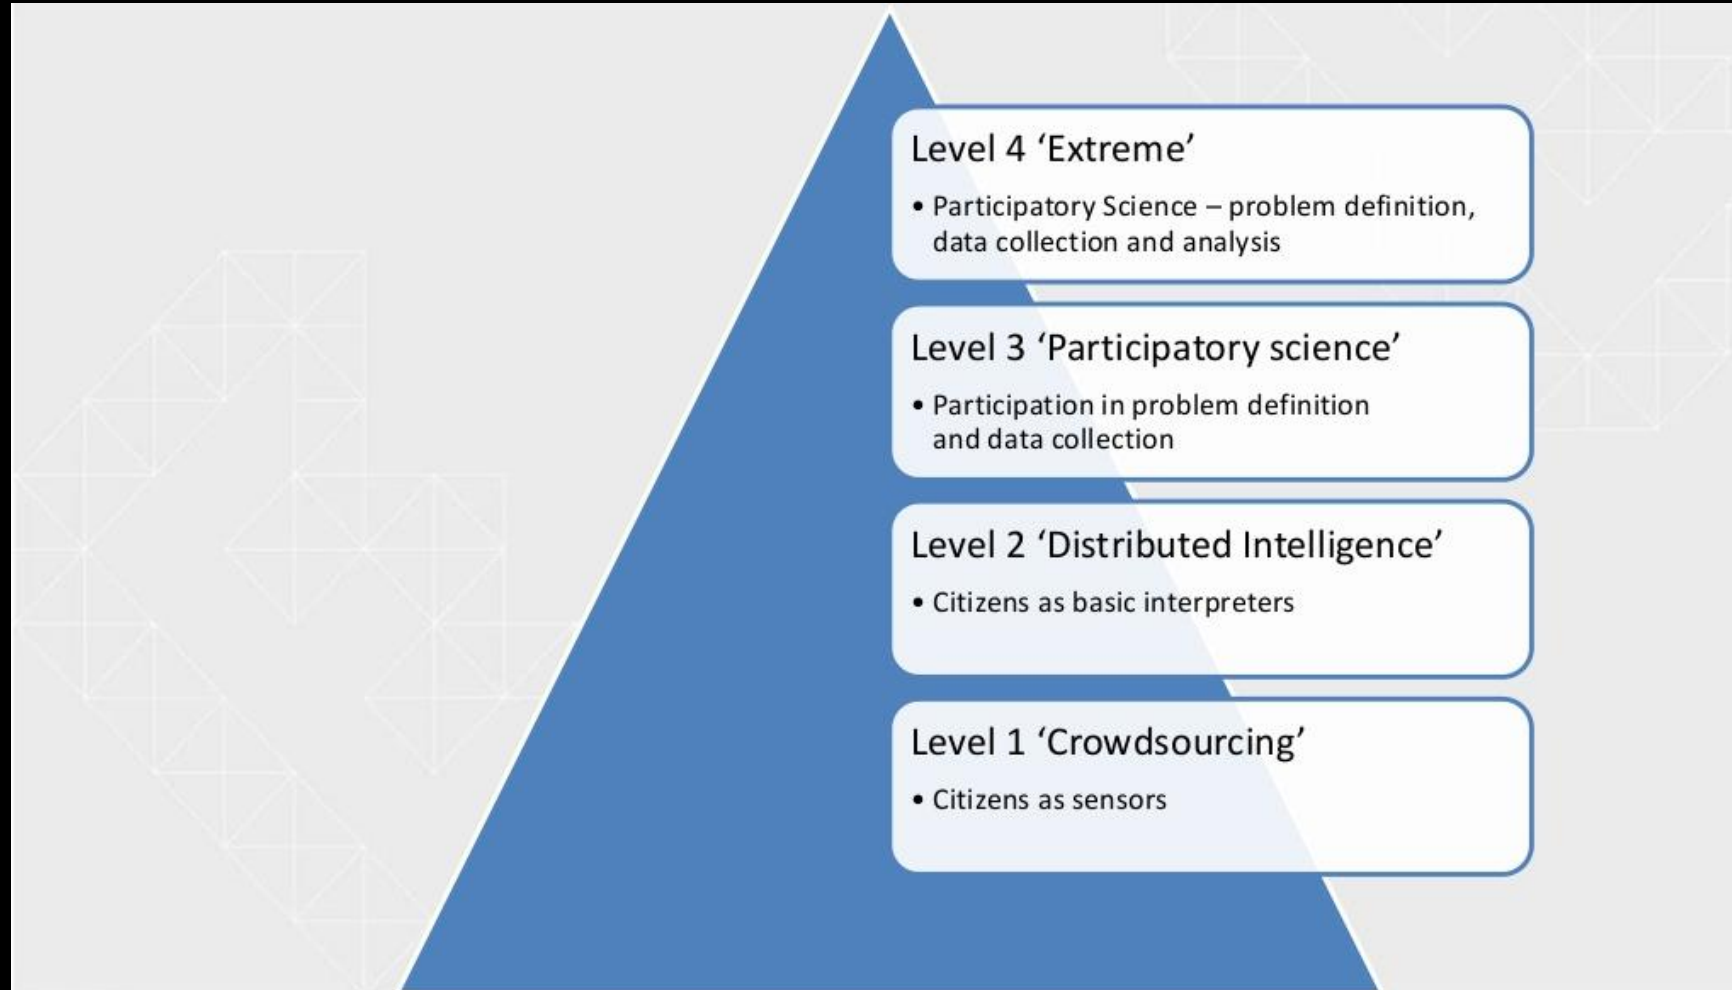 Level 4 ‘Extreme’
• Participatory Science – problem definition,
data collection and analysis
Level 3 ‘Participatory science’
• Participation in problem definition
and data collection
Level 2 ‘Distributed Intelligence’
• Citizens as basic interpreters
Level 1 ‘Crowdsourcing’
• Citizens as sensors